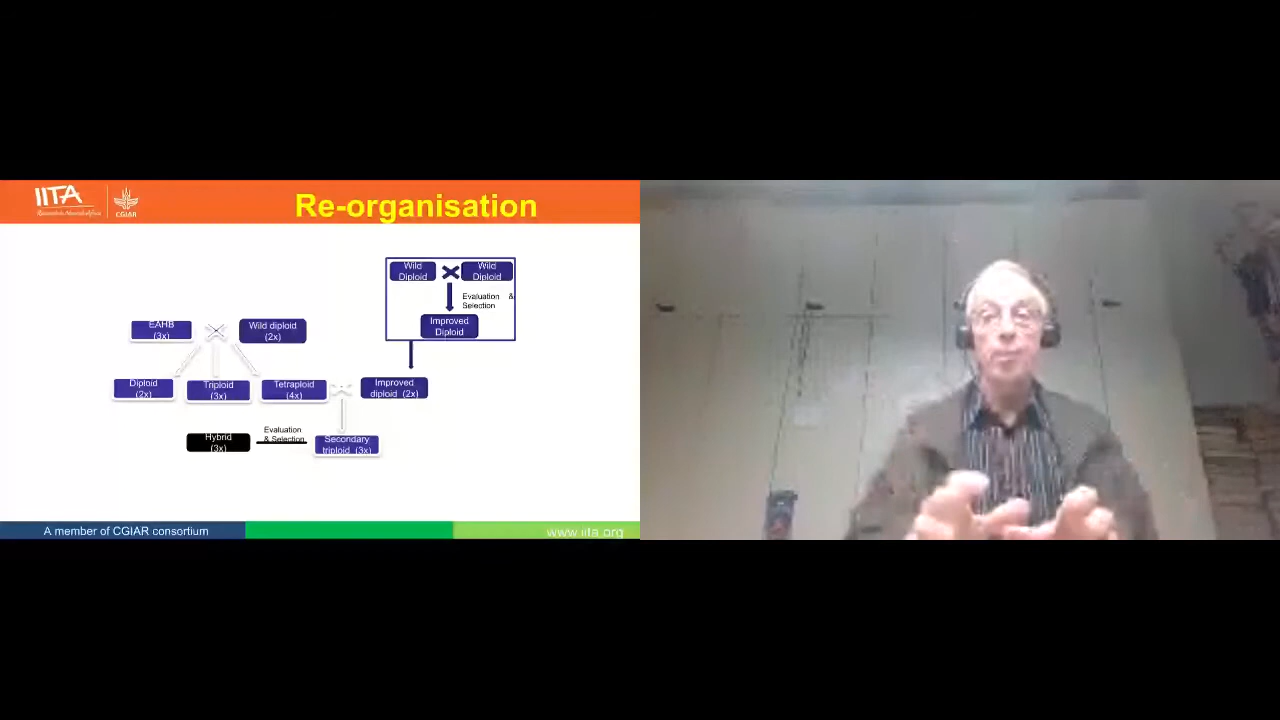 IITA
CGIAR
Re-organisation
Wild
Diploid
Wild
Diploid
Evaluation &
Selection
Improved
Diploid
EAHB
(3x)
Wild diploid
(2x)
Diploid
(2x)
Triploid
(3x)
Tetraploid
(4x)
Improved
diploid (2x)
Hybrid
(3x)
Evaluation
& Selection
Secondary
triploid (3x)
A member of CGIAR consortium
www.iita.org